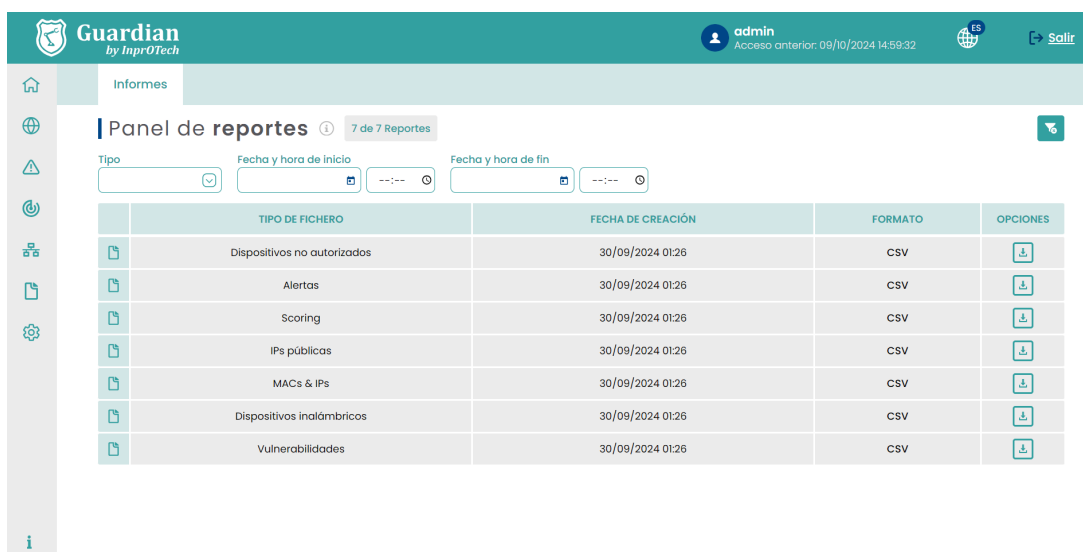 Guardian
by InprOTech
admin
Acceso anterior: 09/10/2024 14:59:32
ES
Salir
Informes
Panel de reportes
7 de 7 Reportes
Tipo
Fecha y hora de inicio
Fecha y hora de fin
--:--
--:--
TIPO DE FICHERO
FECHA DE CREACIÓN
FORMATO
OPCIONES
Dispositivos no autorizados 30/09/2024 01:26 CSV
Alertas 30/09/2024 01:26 CSV
Scoring 30/09/2024 01:26 CSV
IPs públicas 30/09/2024 01:26 CSV
MACs & IPs 30/09/2024 01:26 CSV
Dispositivos inalámbricos 30/09/2024 01:26 CSV
Vulnerabilidades 30/09/2024 01:26 CSV